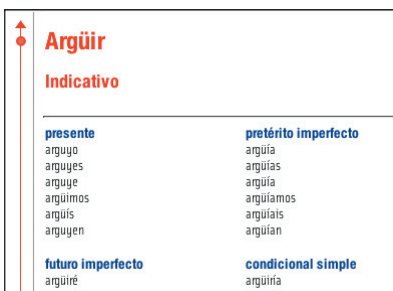 Argüir
Indicativo
presente
arguyo
arguyes
arguye
argüimos
argüís
arguyen
pretérito imperfecto
argüía
argüías
argüía
argüíamos
argüíais
argüían
futuro imperfecto
argüiré
condicional simple
argüiría